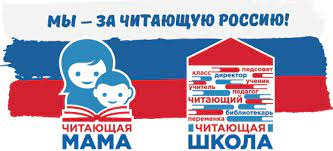 МЫ – ЗА ЧИТАЮЩУЮ РОССИЮ!
ЧИТАЮЩАЯ
МАМА
класс
педсовет
директор
ученик
учитель
педагог
читающий
библиотекарь
переменка
ЧИТАЮЩАЯ
ШКОЛА